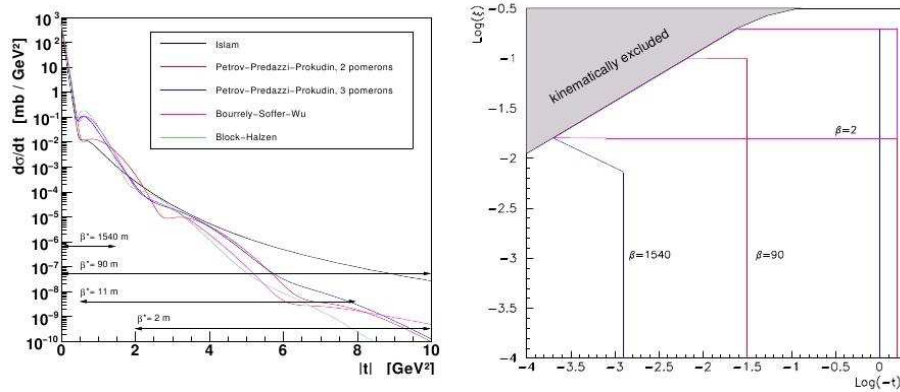 dσ/dt [mb / GeV²]
10³
10²
10
1
10⁻¹
10⁻²
10⁻³
10⁻⁴
10⁻⁵
10⁻⁶
10⁻⁷
10⁻⁸
10⁻⁹
10⁻¹⁰
Islam
Petrov-Predazzi-Prokudin, 2 pomerons
Petrov-Predazzi-Prokudin, 3 pomerons
Bourrely-Soffer-Wu
Block-Halzen
β*= 1540 m
β*= 90 m
β*= 11 m
β*= 2 m
0 2 4 6 8 10
|t| [GeV²]
Log(ξ)
-0.5
-1
-1.5
-2
-2.5
-3
-3.5
-4
kinematically excluded
β=2
β=1540
β=90
-4 -3.5 -3 -2.5 -2 -1.5 -1 -0.5 0
Log(-t)